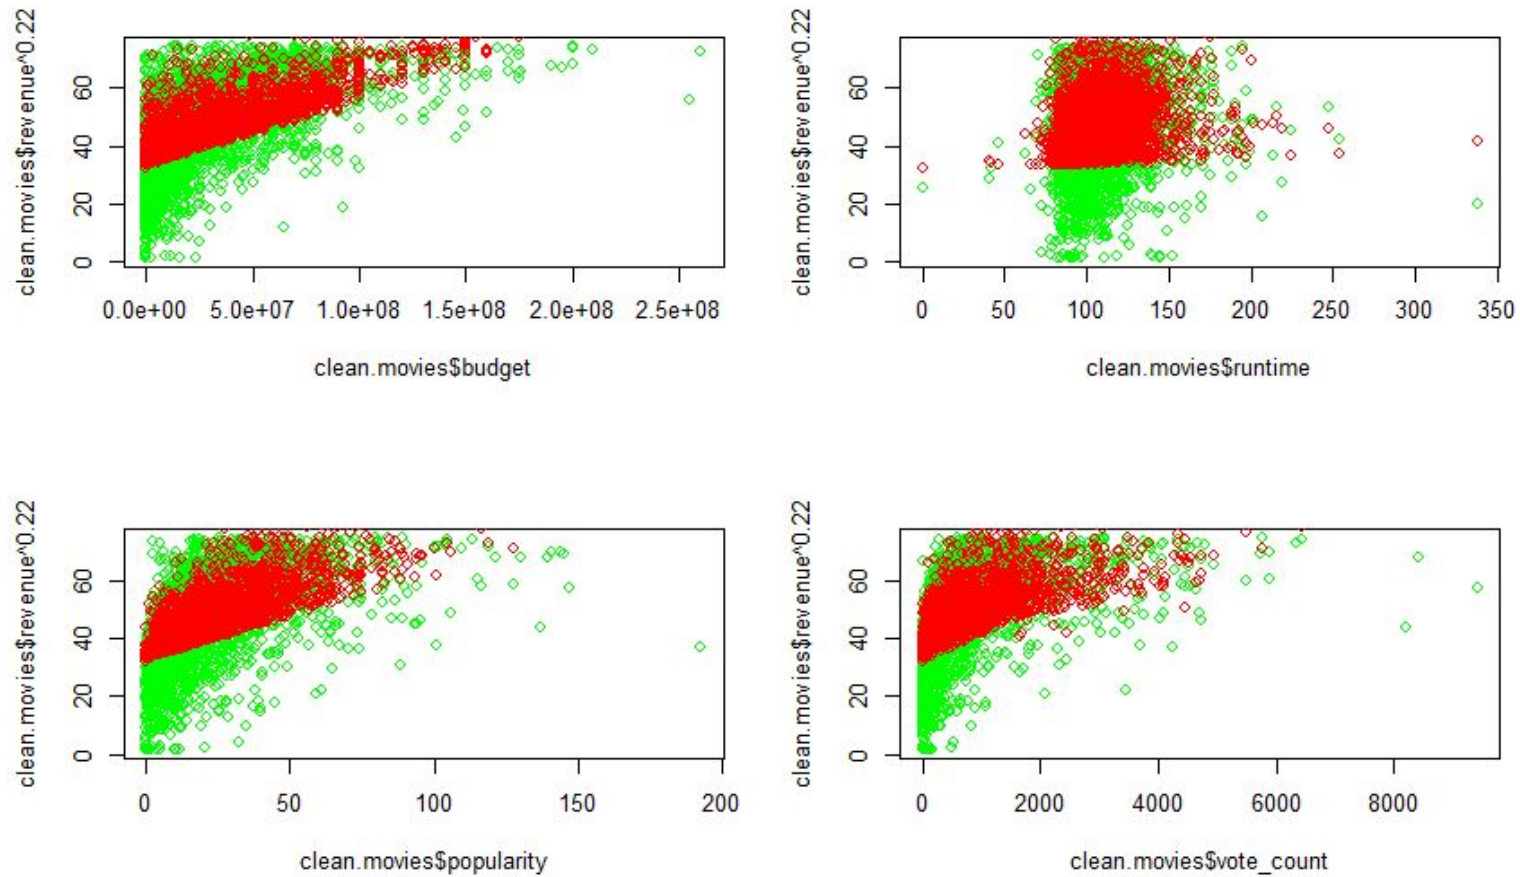 clean.movies$revenue^0.22
60
40
20
0
0.0e+00 5.0e+07 1.0e+08 1.5e+08 2.0e+08 2.5e+08
clean.movies$budget
clean.movies$revenue^0.22
60
40
20
0
0 50 100 150 200 250 300 350
clean.movies$runtime
clean.movies$revenue^0.22
60
40
20
0
0 50 100 150 200
clean.movies$popularity
clean.movies$revenue^0.22
60
40
20
0
0 2000 4000 6000 8000
clean.movies$vote_count